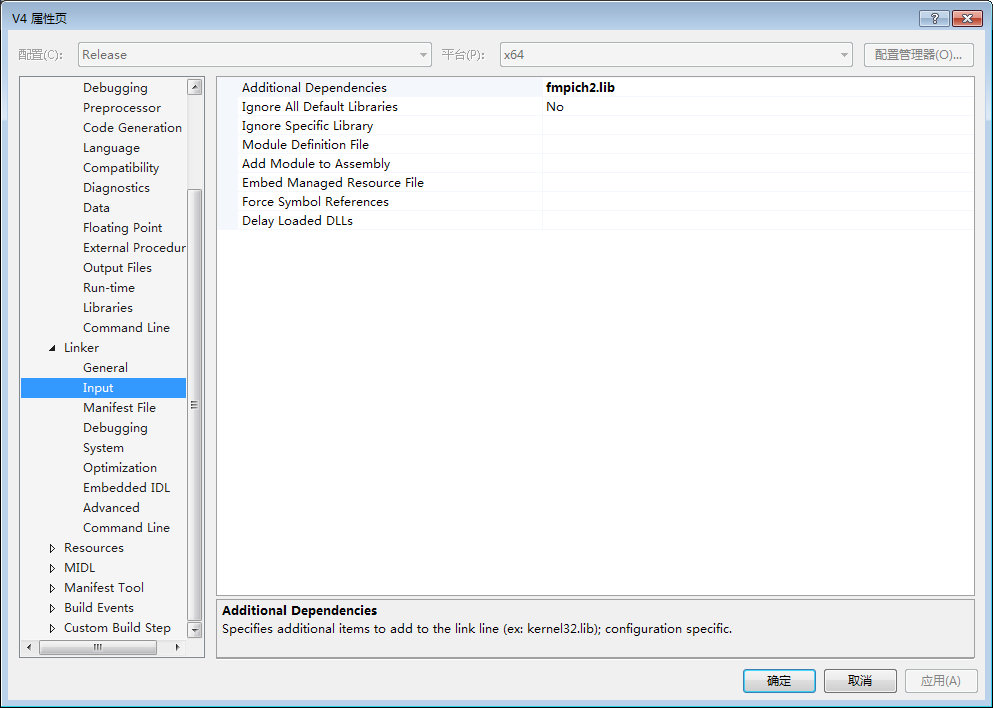 V4 属性页
配置(C): Release 平台(P): x64 配置管理器(O)...
Debugging
Preprocessor
Code Generation
Language
Compatibility
Diagnostics
Data
Floating Point
External Procedur
Output Files
Run-time
Libraries
Command Line
Linker
General
Input
Manifest File
Debugging
System
Optimization
Embedded IDL
Advanced
Command Line
Resources
MIDL
Manifest Tool
Build Events
Custom Build Step
Additional Dependencies fmpich2.lib
Ignore All Default Libraries No
Ignore Specific Library
Module Definition File
Add Module to Assembly
Embed Managed Resource File
Force Symbol References
Delay Loaded DLLs
Additional Dependencies
Specifies additional items to add to the link line (ex: kernel32.lib); configuration specific.
确定 取消 应用(A)